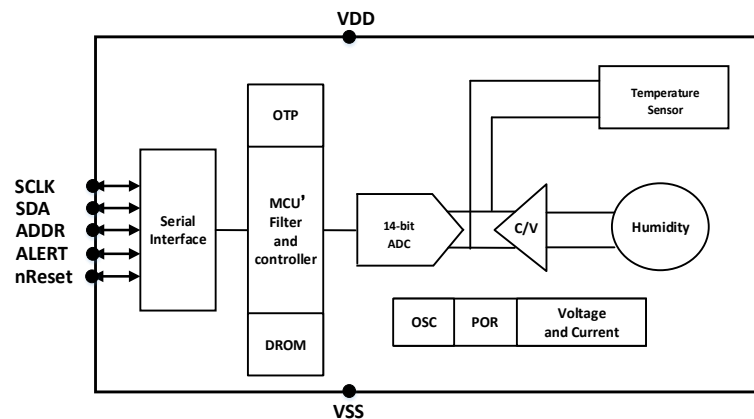 VDD
OTP
Temperature
Sensor
SCLK
SDA
ADDR
ALERT
nReset
Serial
Interface
MCU'
Filter
and
controller
14-bit
ADC
C/V
Humidity
OSC
POR
Voltage
and Current
DROM
VSS